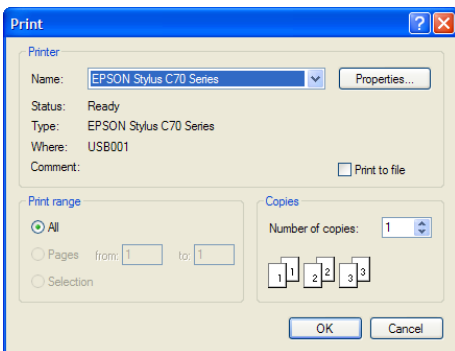 Print
Printer
Name: EPSON Stylus C70 Series Properties...
Status: Ready
Type: EPSON Stylus C70 Series
Where: USB001
Comment: Print to file
Print range
All
Pages from: 1 to: 1
Selection
Copies
Number of copies: 1
1 1 2 2 3 3
OK Cancel